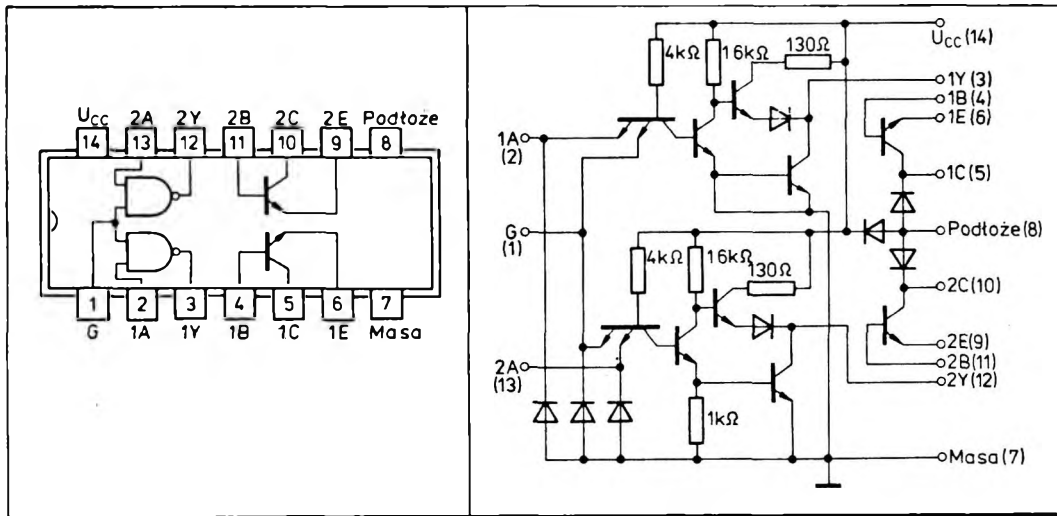 UCC 2A 2Y 2B 2C 2E Podłoże
14 13 12 11 10 9 8
1 2 3 4 5 6 7
G 1A 1Y 1B 1C 1E Masa
UCC(14)
130Ω
4kΩ
16kΩ
1Y(3)
1B(4)
1E(6)
1A
(2)
1C(5)
G
(1)
Podłoże(8)
4kΩ
16kΩ
130Ω
2C(10)
2E(9)
2A
(13)
2B(11)
2Y(12)
1kΩ
Masa(7)